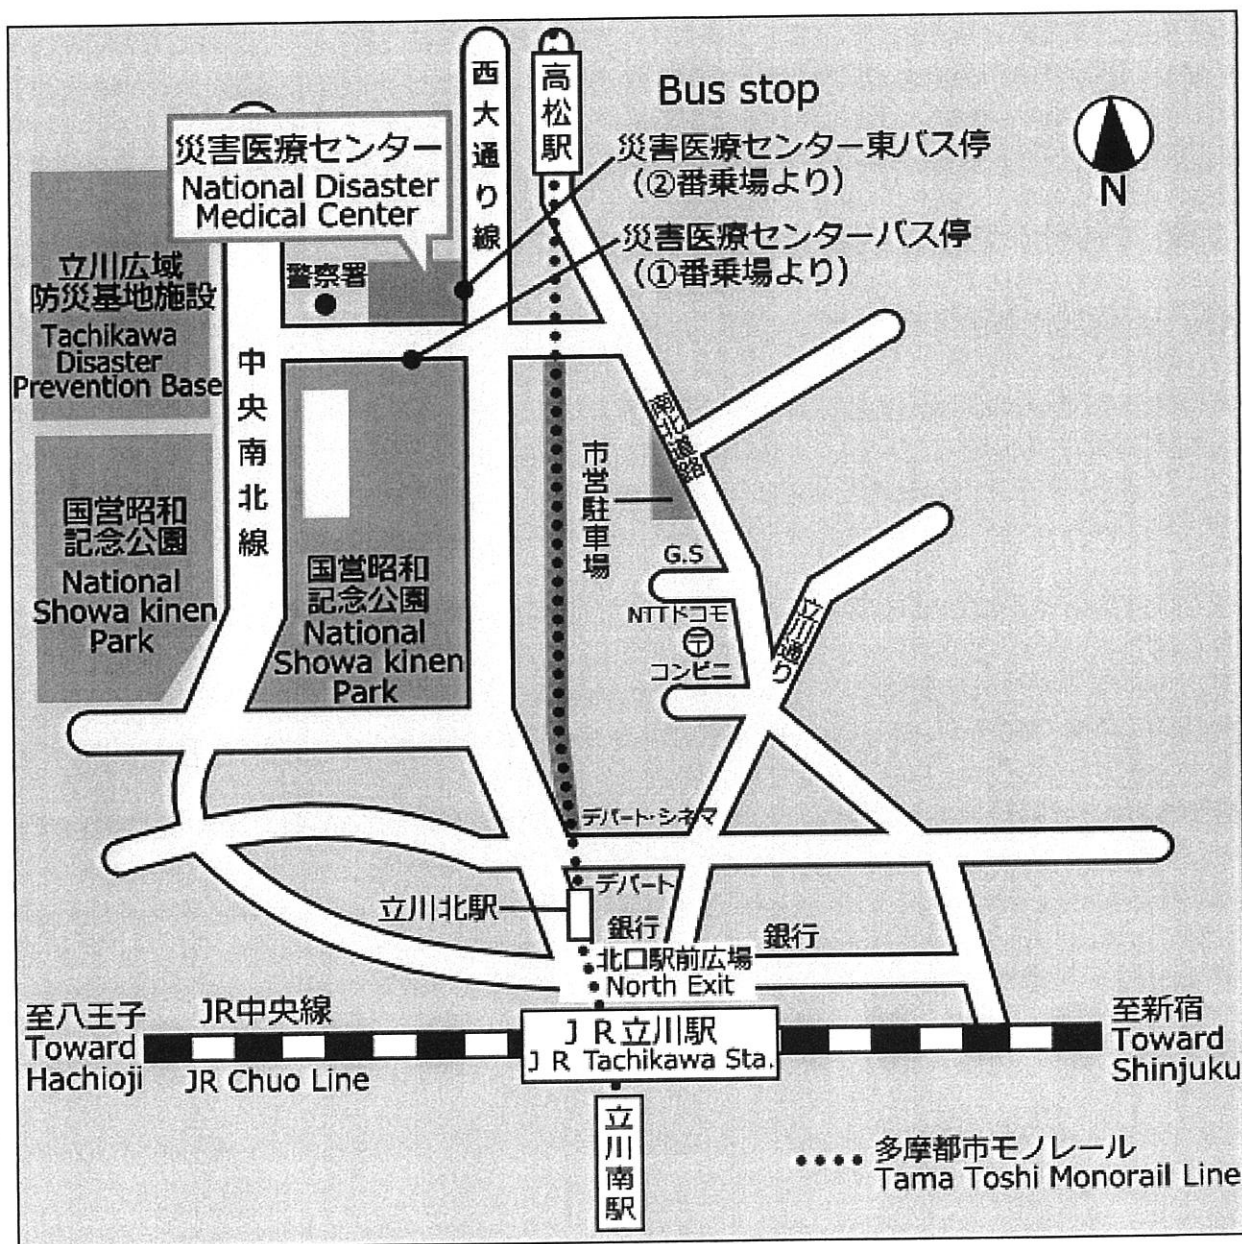 西大通り線
高松駅
Bus stop
災害医療センター東バス停
(②番乗場より)
災害医療センターバス停
(①番乗場より)
N
災害医療センター
National Disaster
Medical Center
警察署
立川広域
防災基地施設
Tachikawa
Disaster
Prevention Base
中央南北線
国営昭和
記念公園
National
Showa kinen
Park
国営昭和
記念公園
National
Showa kinen
Park
市営駐車場
南北道路
G.S
NTTドコモ
〒
コンビニ
立川通り
デパート・シネマ
デパート
立川北駅
銀行
銀行
北口駅前広場
North Exit
至八王子
Toward
Hachioji
JR中央線
JR Chuo Line
JR立川駅
J R Tachikawa Sta.
至新宿
Toward
Shinjuku
立川南駅
多摩都市モノレール
Tama Toshi Monorail Line